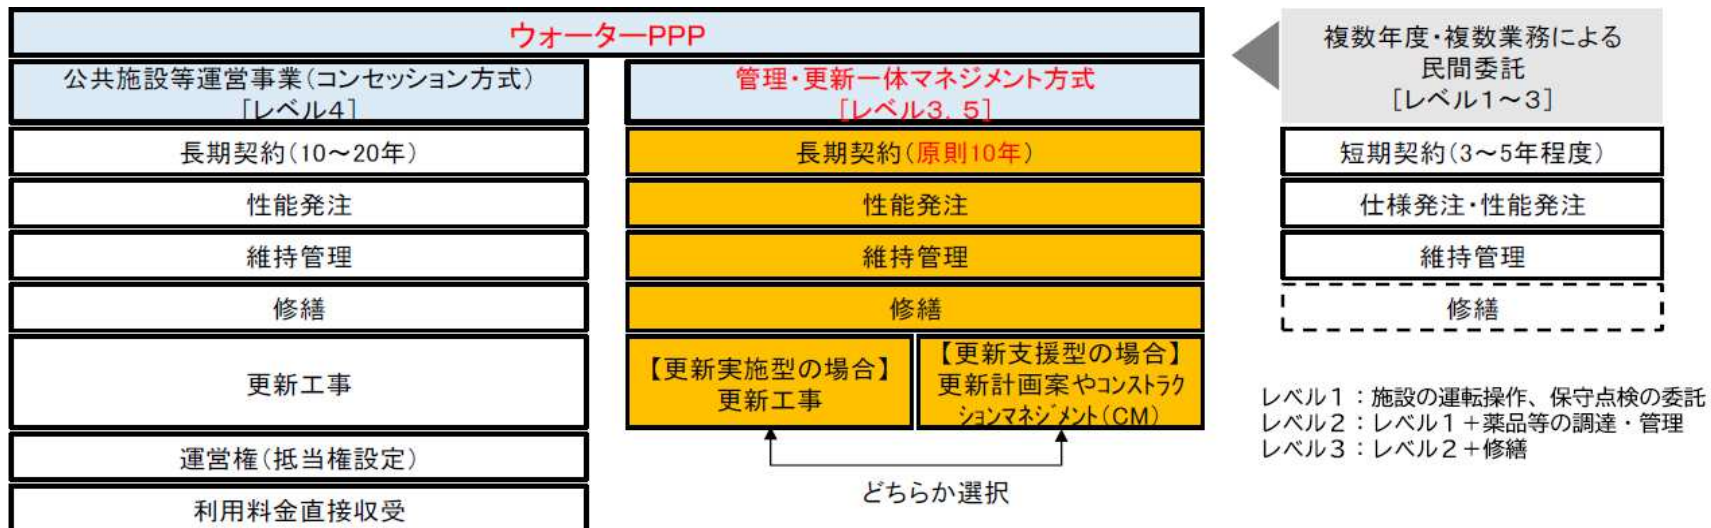 ウォーターPPP
公共施設等運営事業(コンセッション方式)
[レベル4]
長期契約(10～20年)
性能発注
維持管理
修繕
更新工事
運営権(抵当権設定)
利用料金直接収受
管理・更新一体マネジメント方式
[レベル3.5]
長期契約(原則10年)
性能発注
維持管理
修繕
【更新実施型の場合】
更新工事
【更新支援型の場合】
更新計画案やコンストラク
ションマネジメント(CM)
どちらか選択
複数年度・複数業務による
民間委託
[レベル1～3]
短期契約(3～5年程度)
仕様発注・性能発注
維持管理
修繕
レベル１：施設の運転操作、保守点検の委託
レベル２：レベル１＋薬品等の調達・管理
レベル３：レベル２＋修繕